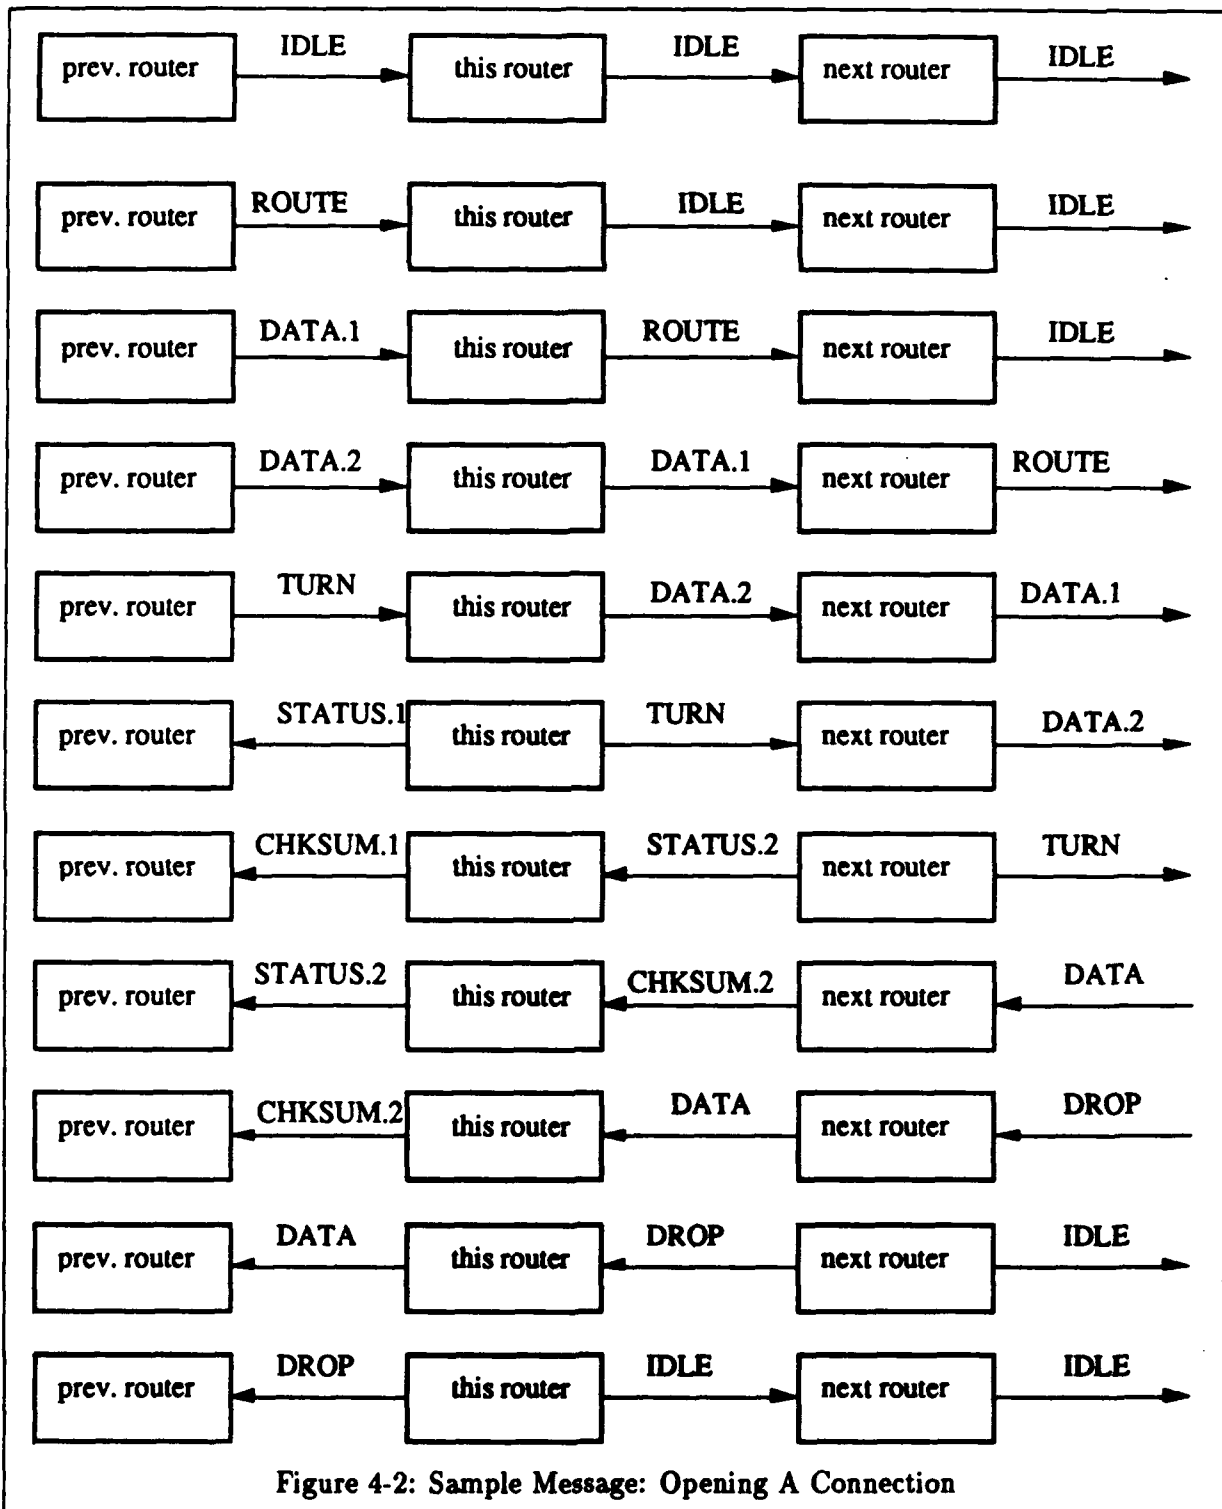 IDLE IDLE IDLE
prev. router this router next router
ROUTE IDLE IDLE
prev. router this router next router
DATA.1 ROUTE IDLE
prev. router this router next router
DATA.2 DATA.1 ROUTE
prev. router this router next router
TURN DATA.2 DATA.1
prev. router this router next router
STATUS.1 TURN DATA.2
prev. router this router next router
CHKSUM.1 STATUS.2 TURN
prev. router this router next router
STATUS.2 CHKSUM.2 DATA
prev. router this router next router
CHKSUM.2 DATA DROP
prev. router this router next router
DATA DROP IDLE
prev. router this router next router
DROP IDLE IDLE
prev. router this router next router
Figure 4-2: Sample Message: Opening A Connection